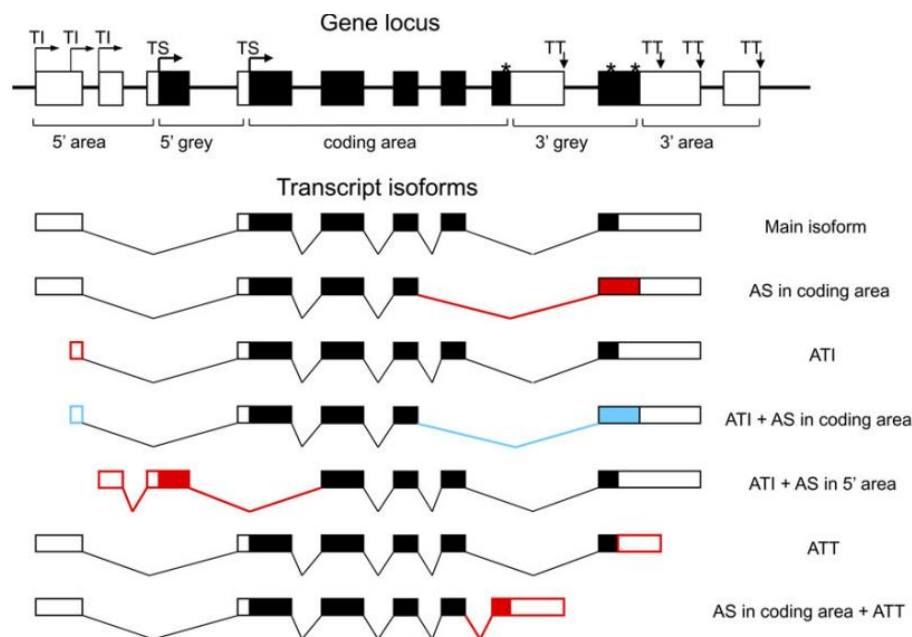 Gene locus
TI TI TI TS TS TT TT TT TT
* * *
5' area 5' grey coding area 3' grey 3' area
Transcript isoforms
Main isoform
AS in coding area
ATI
ATI + AS in coding area
ATI + AS in 5' area
ATT
AS in coding area + ATT